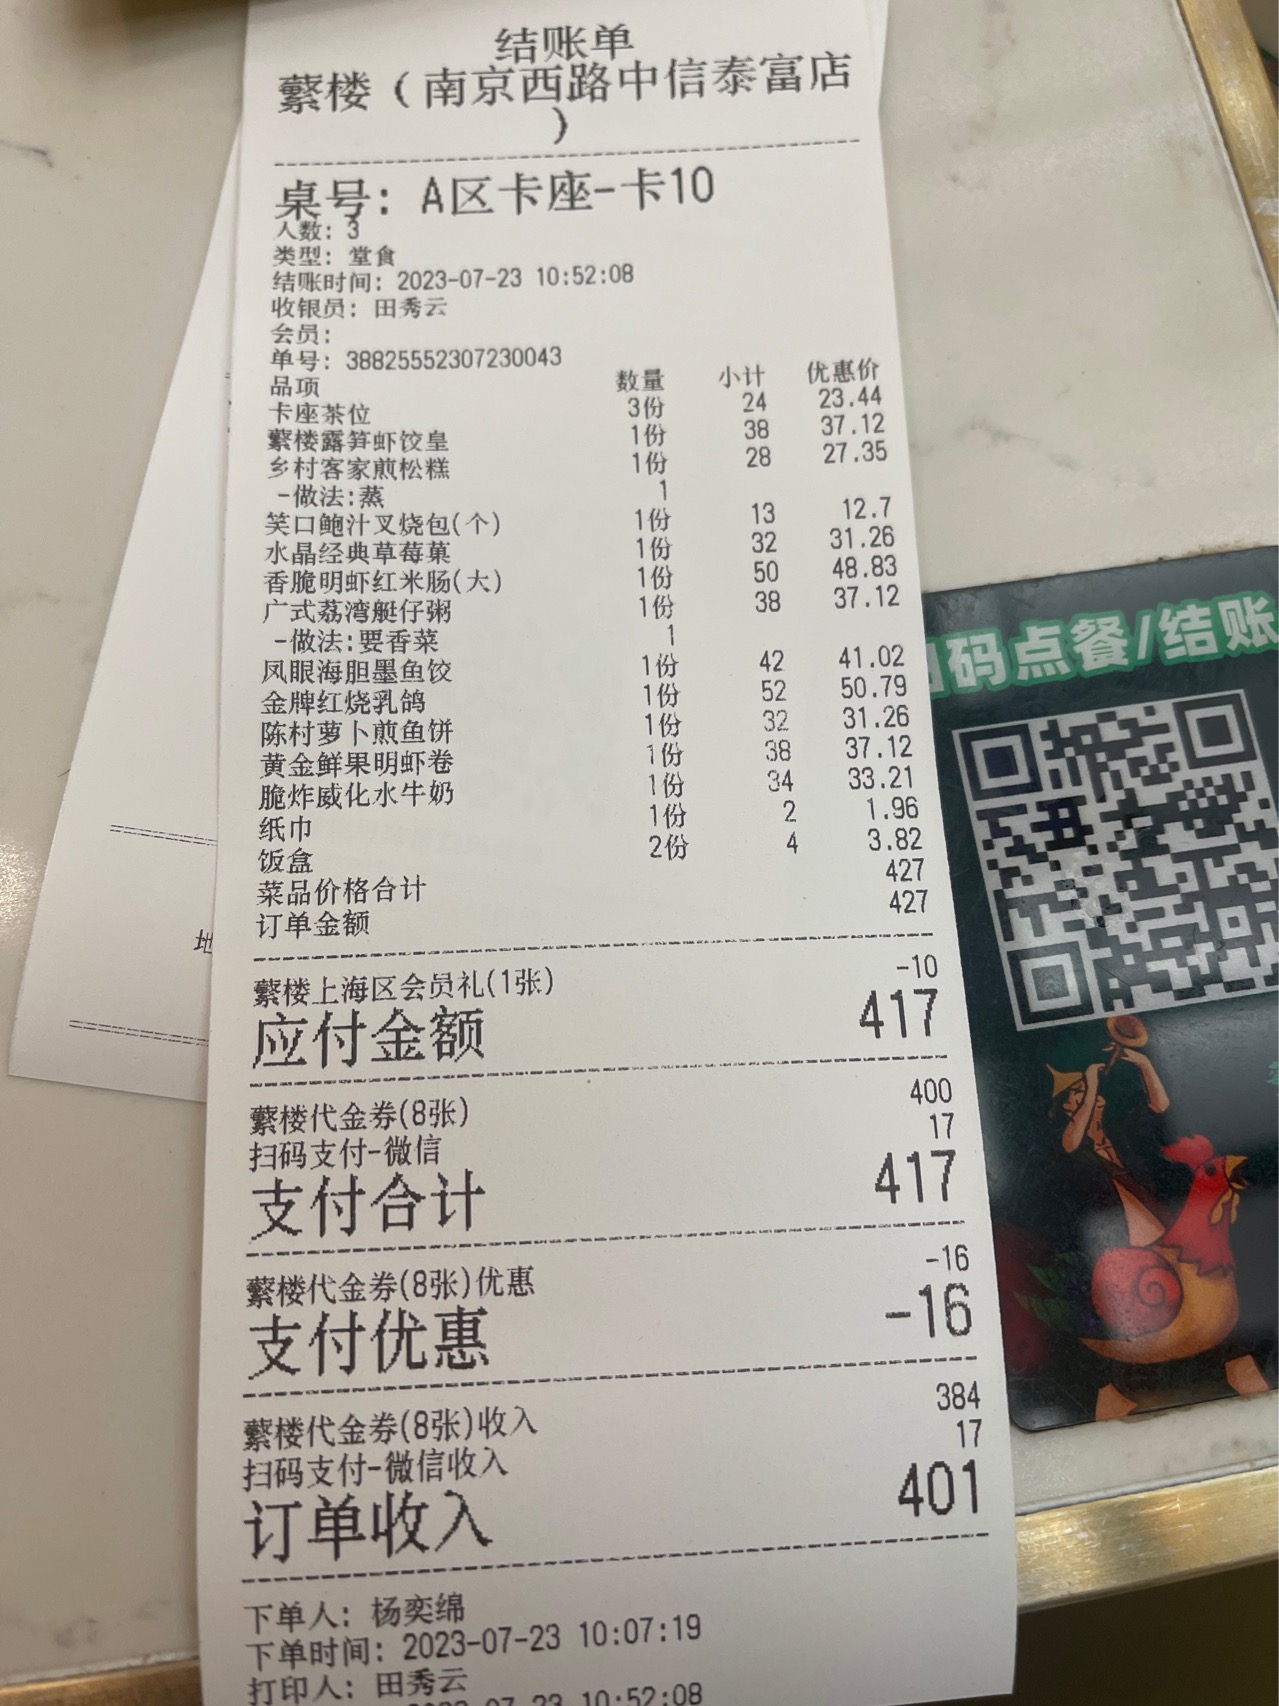 结账单
蘩楼（南京西路中信泰富店
）
桌号：A区卡座-卡10
人数：3
类型：堂食
结账时间：2023-07-23 10:52:08
收银员：田秀云
会员：
单号：38825552307230043
品项 数量 小计 优惠价
卡座茶位 3份 24 23.44
蘩楼露笋虾饺皇 1份 38 37.12
乡村客家煎松糕 1份 28 27.35
-做法:蒸 1
笑口鲍汁叉烧包(个) 1份 13 12.7
水晶经典草莓菓 1份 32 31.26
香脆明虾红米肠(大) 1份 50 48.83
广式荔湾艇仔粥 1份 38 37.12
-做法:要香菜 1
凤眼海胆墨鱼饺 1份 42 41.02
金牌红烧乳鸽 1份 52 50.79
陈村萝卜煎鱼饼 1份 32 31.26
黄金鲜果明虾卷 1份 38 37.12
脆炸威化水牛奶 1份 34 33.21
纸巾 1份 2 1.96
饭盒 2份 4 3.82
菜品价格合计 427
订单金额 427
蘩楼上海区会员礼(1张) -10
应付金额 417
蘩楼代金券(8张) 400
扫码支付-微信 17
支付合计 417
蘩楼代金券(8张)优惠 -16
支付优惠 -16
蘩楼代金券(8张)收入 384
扫码支付-微信收入 17
订单收入 401
下单人：杨奕绵
下单时间：2023-07-23 10:07:19
打印人：田秀云
2023-07-23 10:52:08
地
码点餐/结账